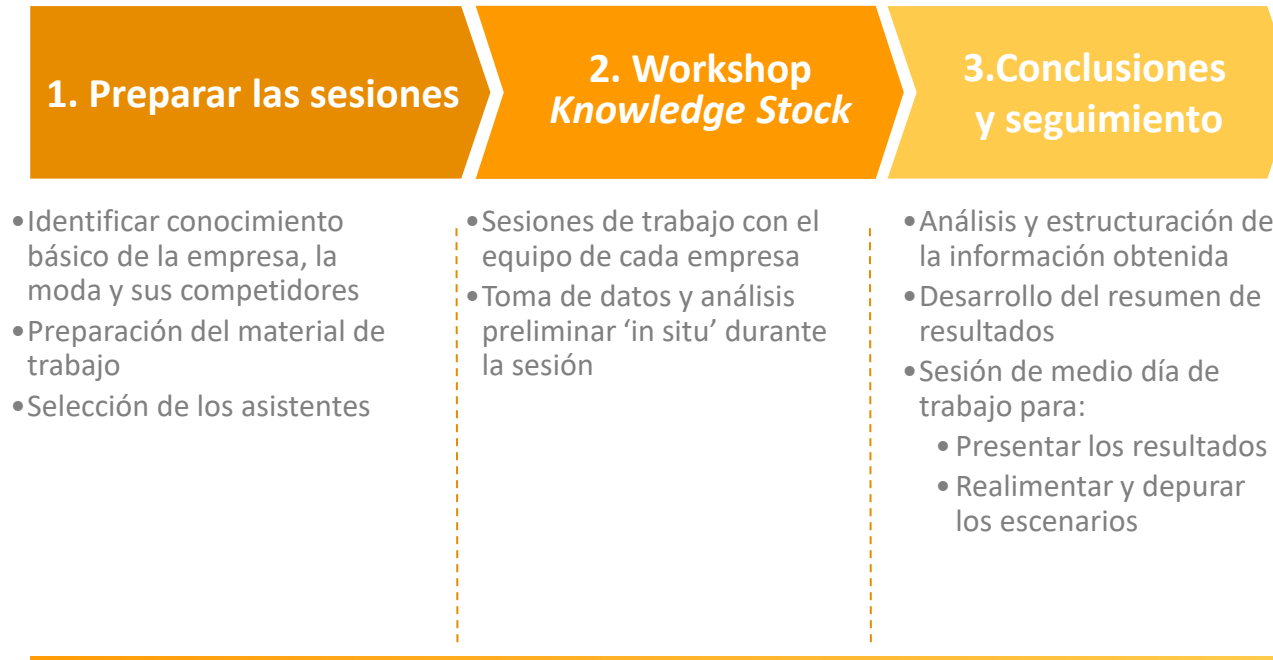 1. Preparar las sesiones
2. Workshop
Knowledge Stock
3.Conclusiones
y seguimiento
•Identificar conocimiento
básico de la empresa, la
moda y sus competidores
•Preparación del material de
trabajo
•Selección de los asistentes
•Sesiones de trabajo con el
equipo de cada empresa
•Toma de datos y análisis
preliminar ‘in situ’ durante
la sesión
•Análisis y estructuración de
la información obtenida
•Desarrollo del resumen de
resultados
•Sesión de medio día de
trabajo para:
•Presentar los resultados
•Realimentar y depurar
los escenarios